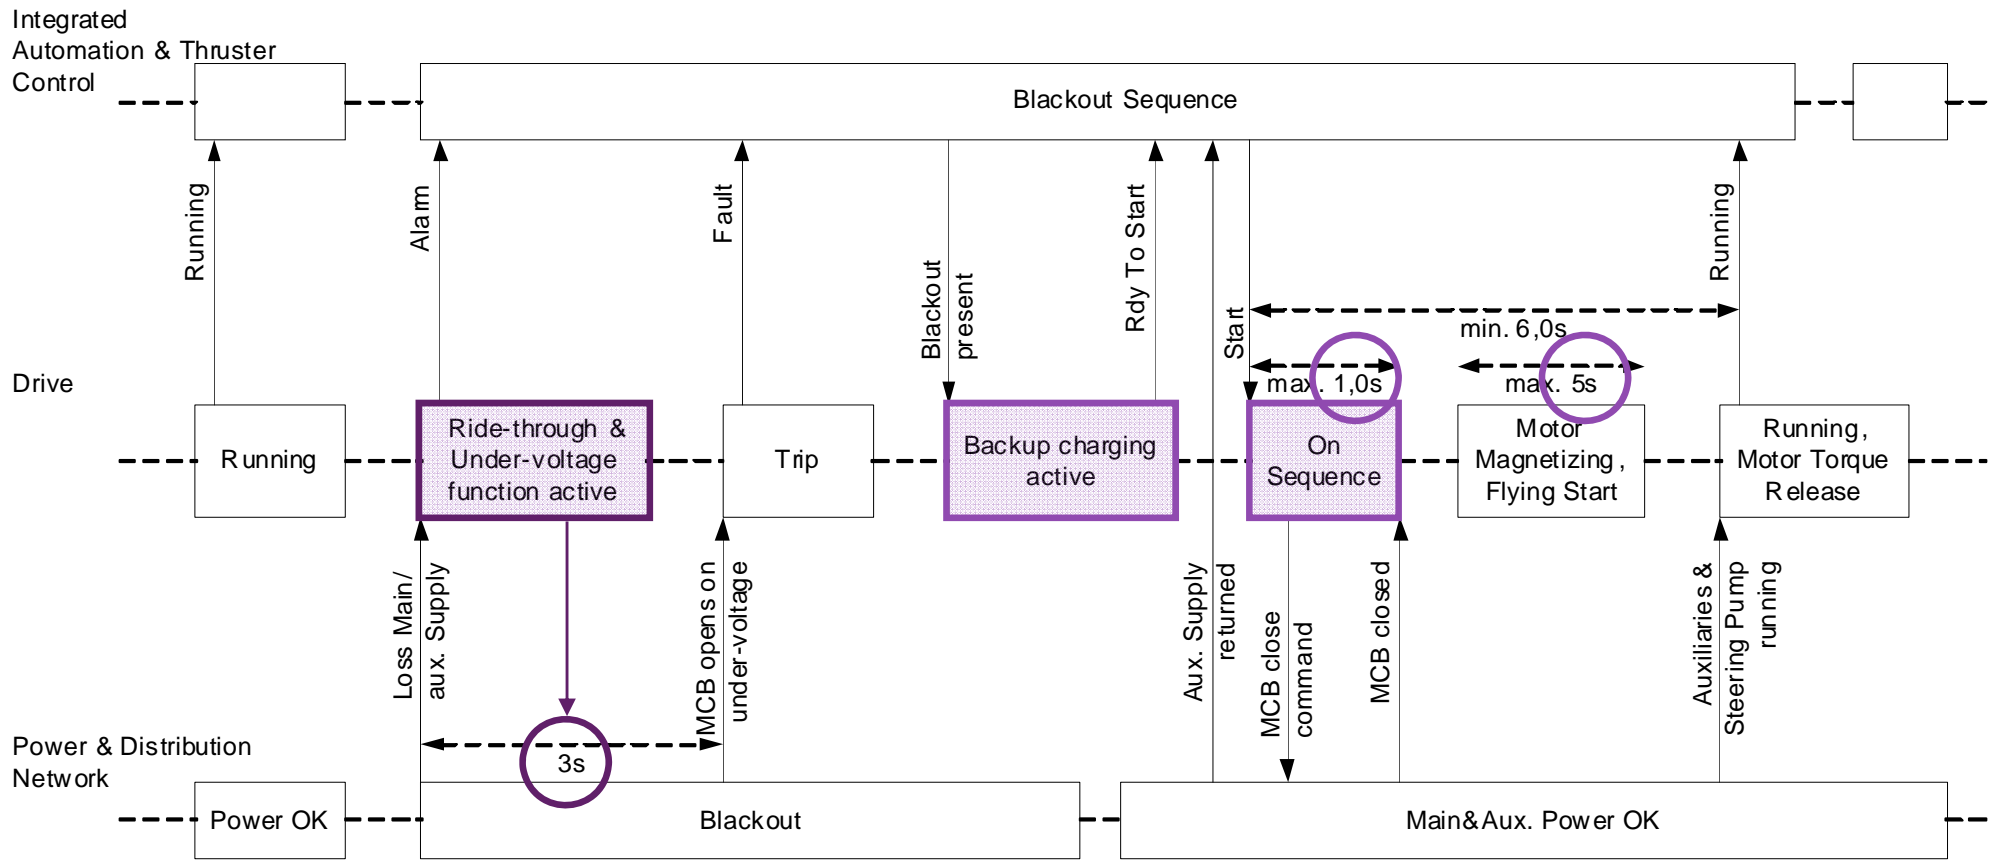 Integrated
Automation & Thruster
Control
Blackout Sequence
Running
Alarm
Fault
Blackout
present
Rdy To Start
Start
Running
min. 6,0s
max. 1,0s
max. 5s
Drive
Running
Ride-through &
Under-voltage
function active
Trip
Backup charging
active
On
Sequence
Motor
Magnetizing,
Flying Start
Running,
Motor Torque
Release
Loss Main/
aux. Supply
MCB opens on
under-voltage
Aux. Supply
returned
MCB close
command
MCB closed
Auxiliaries &
Steering Pump
running
3s
Power & Distribution
Network
Power OK
Blackout
Main&Aux. Power OK